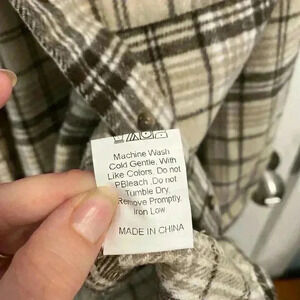 Machine Wash
Cold Gentle. With
Like Colors. Do not
PBleach .Do not
Tumble Dry.
Remove Promptly.
Iron Low
MADE IN CHINA